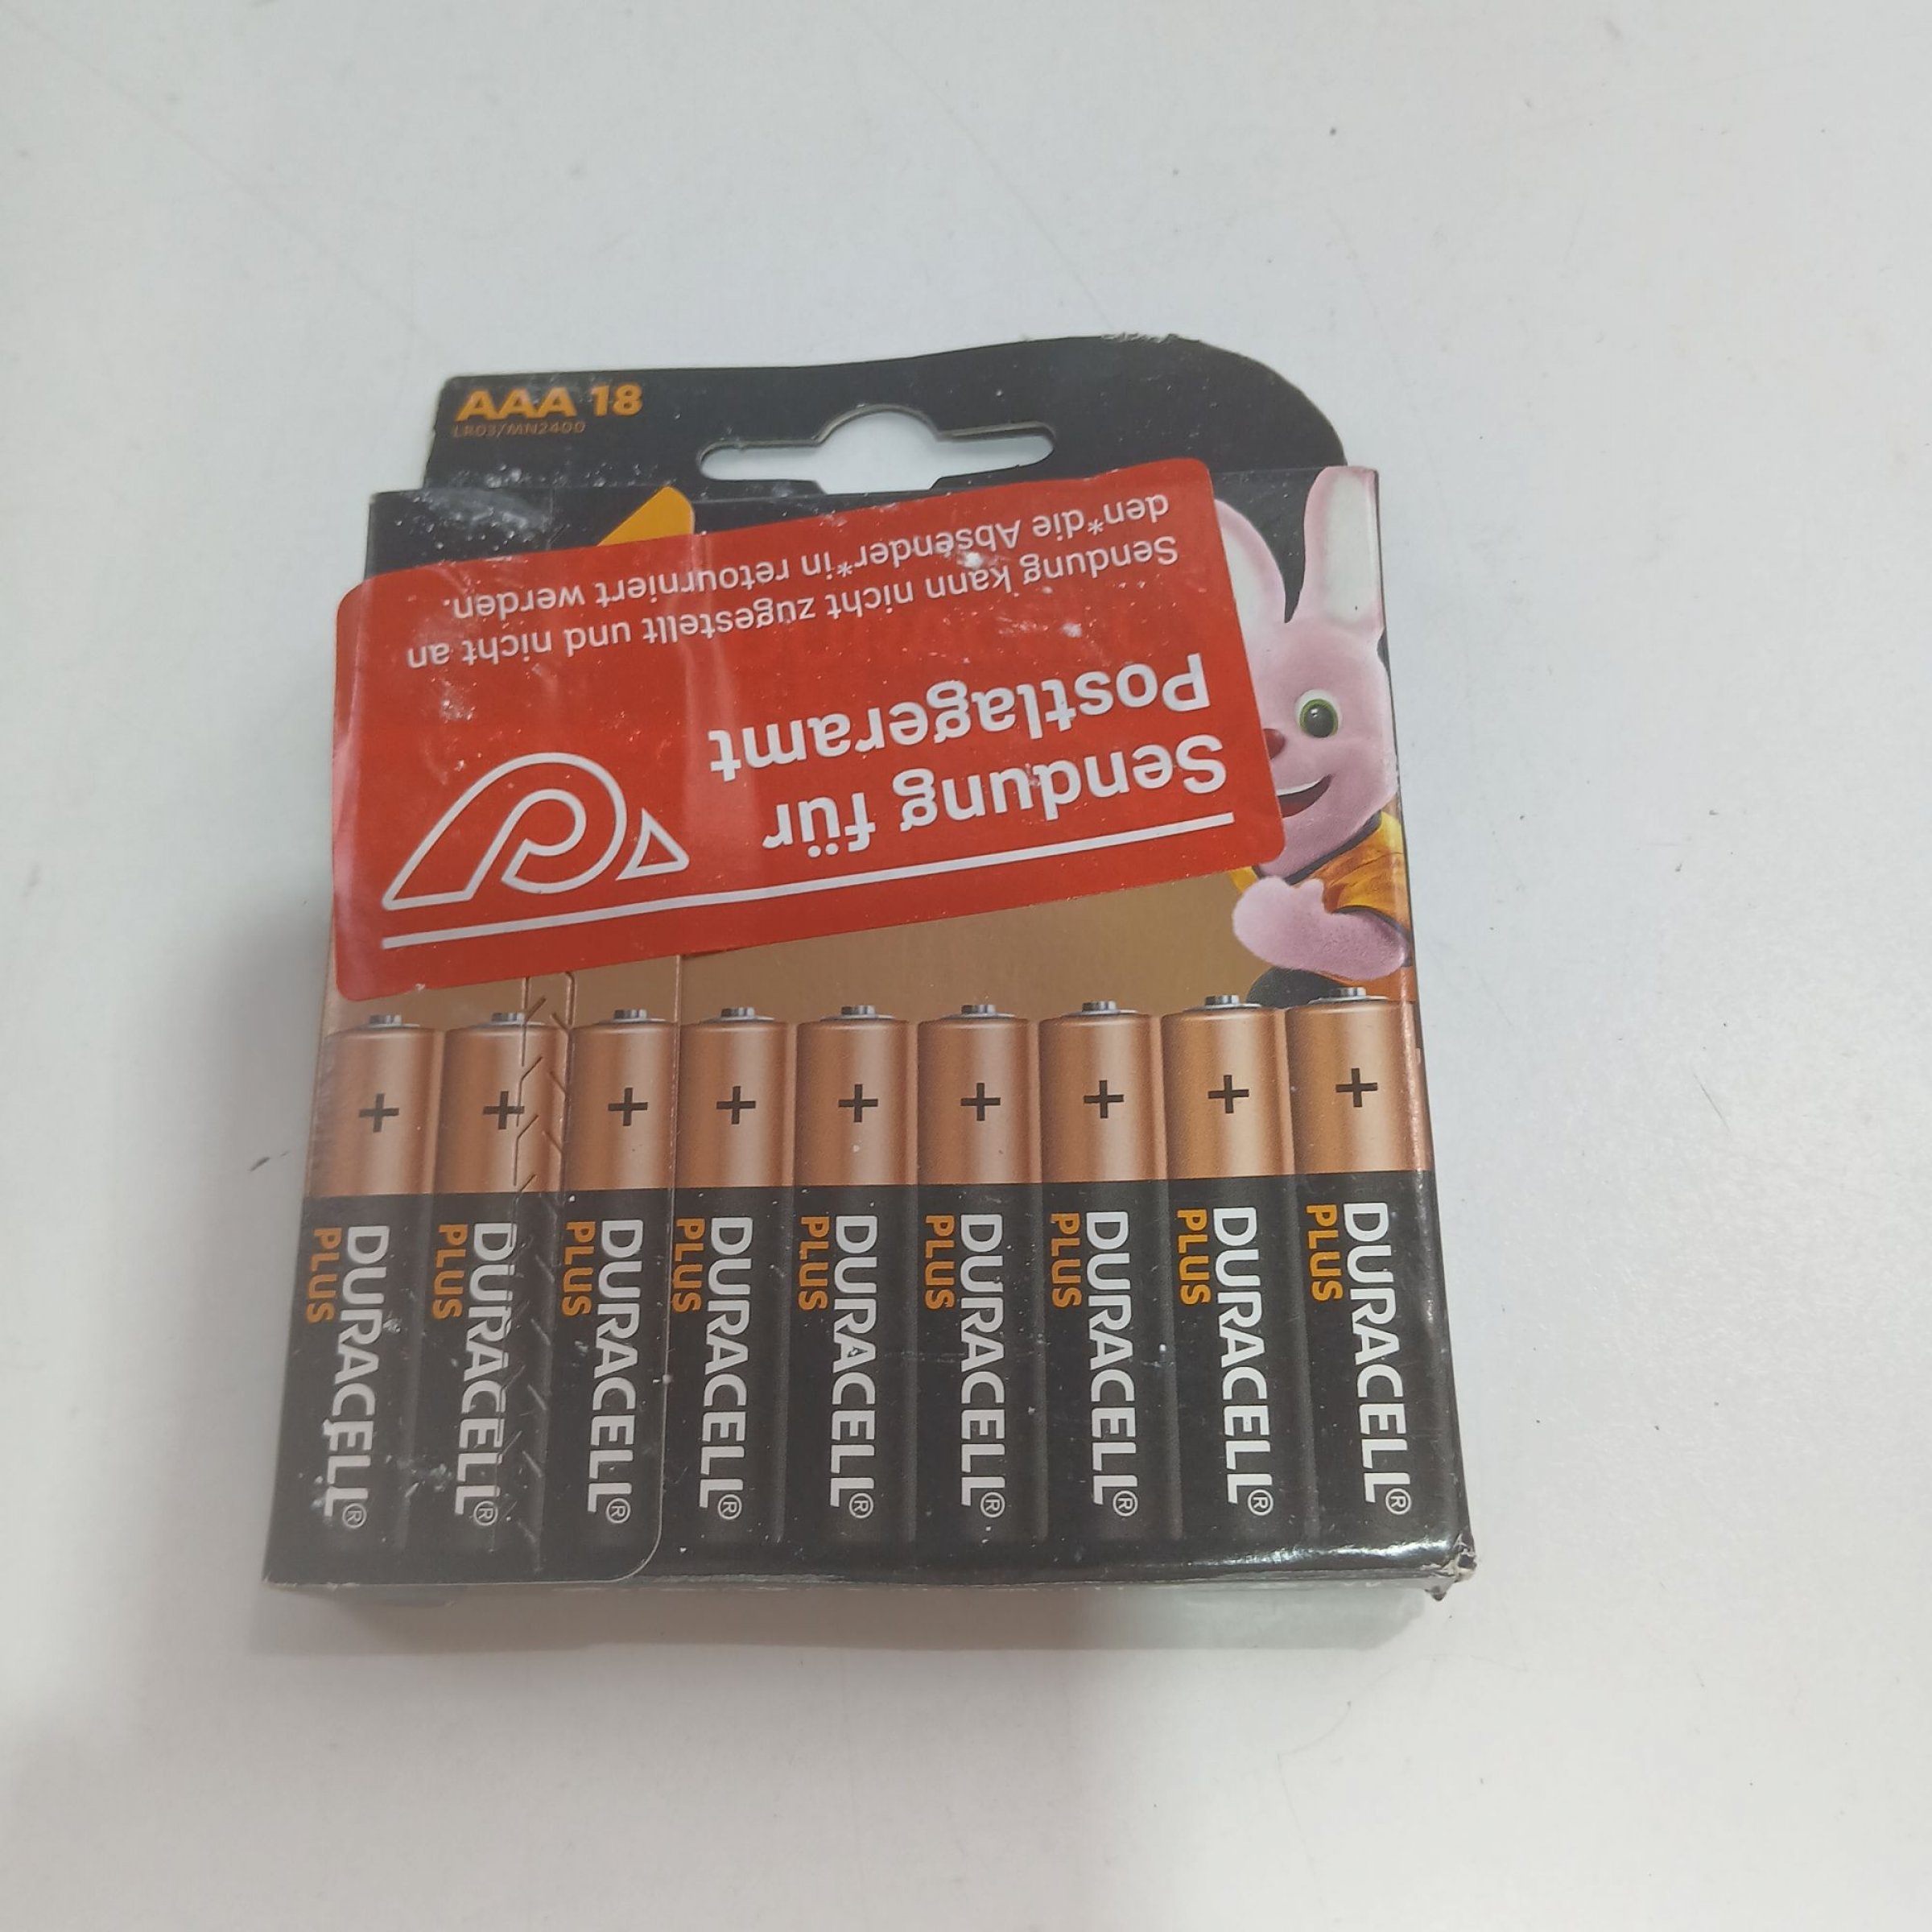 AAA 18
LR03/MN2400
Sendung für
Postlageramt
Sendung kann nicht zugestellt und nicht an
den*die Absender*in retourniert werden.
DURACELL®
PLUS
DURACELL®
PLUS
DURACELL®
PLUS
DURACELL®
PLUS
DURACELL®
PLUS
DURACELL®
PLUS
DURACELL®
PLUS
DURACELL®
PLUS
DURACELL®
PLUS